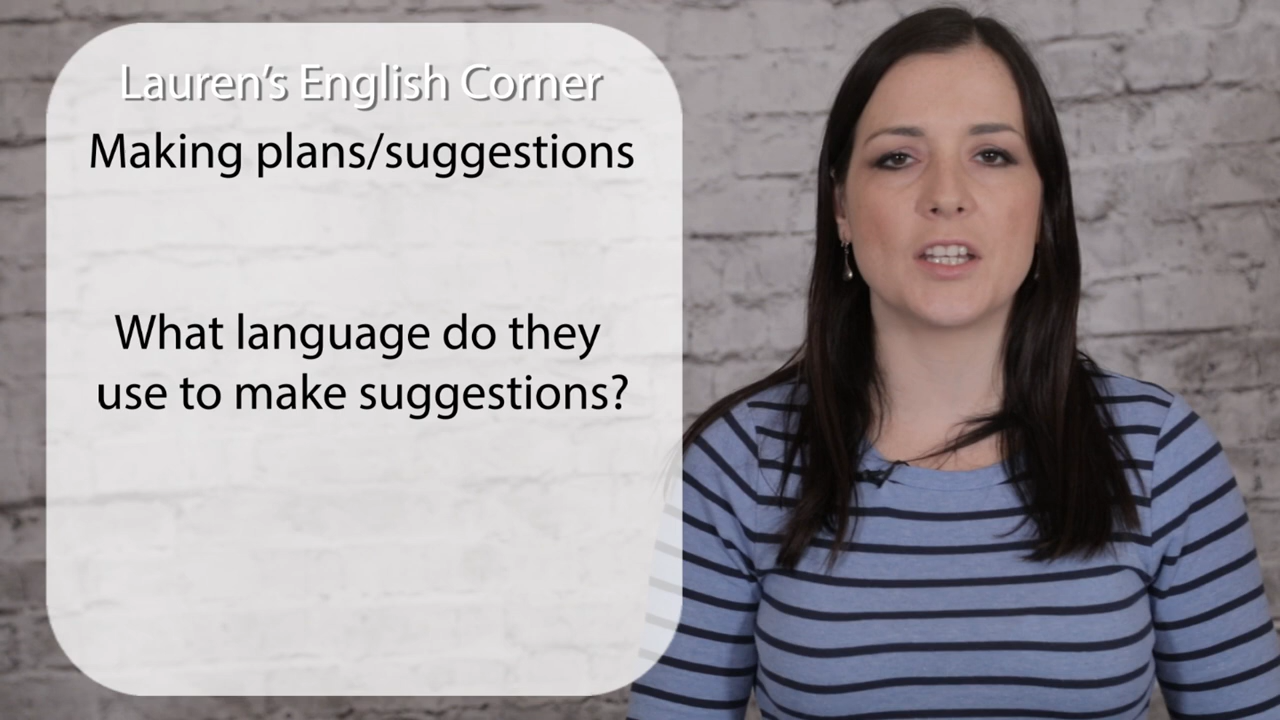 Lauren's English Corner
Making plans/suggestions
What language do they
use to make suggestions?